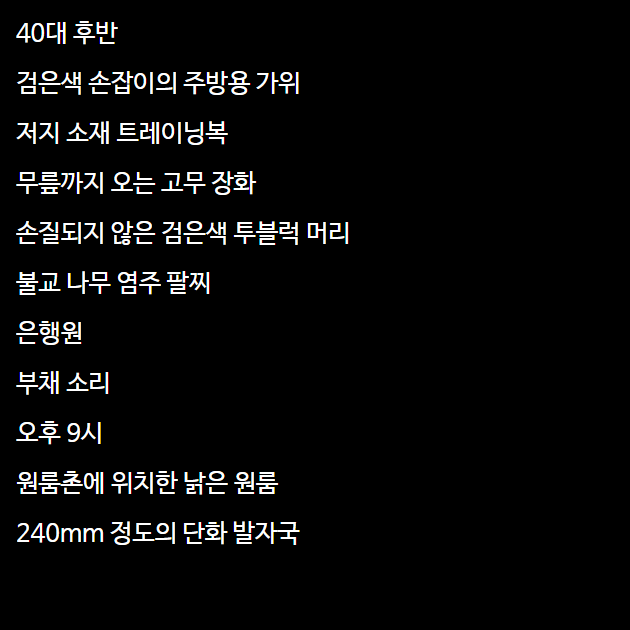 40대 후반
검은색 손잡이의 주방용 가위
저지 소재 트레이닝복
무릎까지 오는 고무 장화
손질되지 않은 검은색 투블럭 머리
불교 나무 염주 팔찌
은행원
부채 소리
오후 9시
원룸촌에 위치한 낡은 원룸
240mm 정도의 단화 발자국